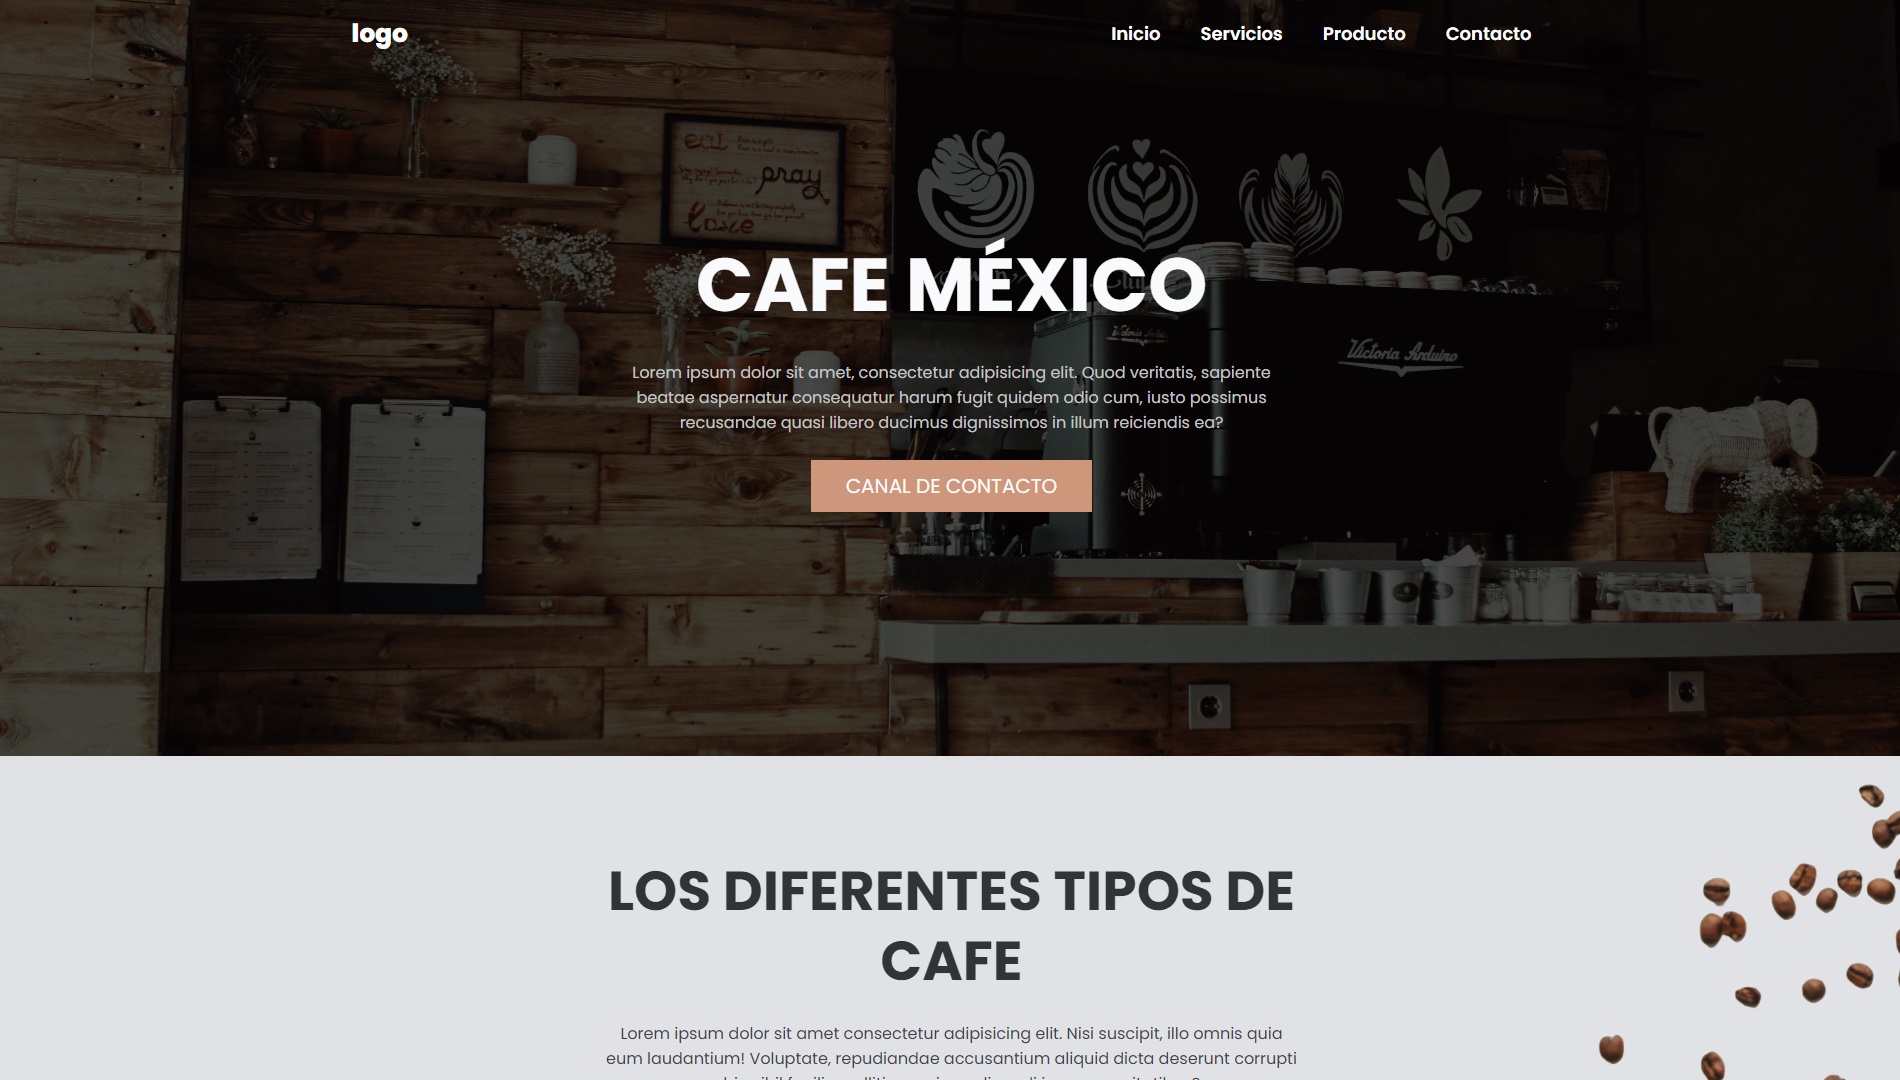 logo
Inicio Servicios Producto Contacto
eat
pray
love
CAFE MÉXICO
Victoria Arduino
Victoria Arduino
Lorem ipsum dolor sit amet, consectetur adipisicing elit. Quod veritatis, sapiente
beatae aspernatur consequatur harum fugit quidem odio cum, iusto possimus
recusandae quasi libero ducimus dignissimos in illum reiciendis ea?
CANAL DE CONTACTO
LOS DIFERENTES TIPOS DE
CAFE
Lorem ipsum dolor sit amet consectetur adipisicing elit. Nisi suscipit, illo omnis quia
eum laudantium! Voluptate, repudiandae accusantium aliquid dicta deserunt corrupti